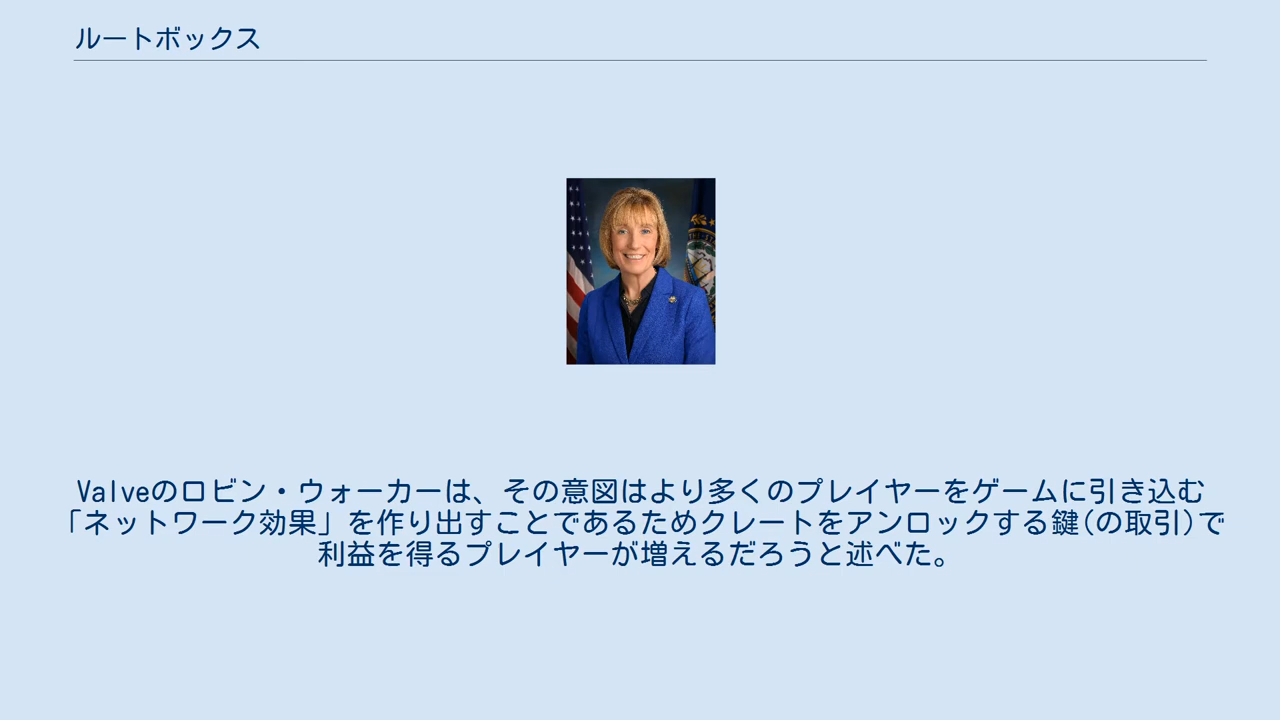 ルートボックス
Valveのロビン・ウォーカーは、その意図はより多くのプレイヤーをゲームに引き込む
「ネットワーク効果」を作り出すことであるためクレートをアンロックする鍵(の取引)で
利益を得るプレイヤーが増えるだろうと述べた。